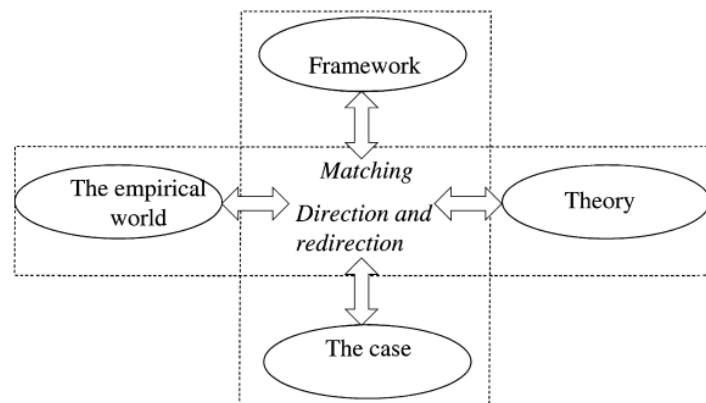 Framework
Matching
The empirical
world
Direction and
redirection
Theory
The case